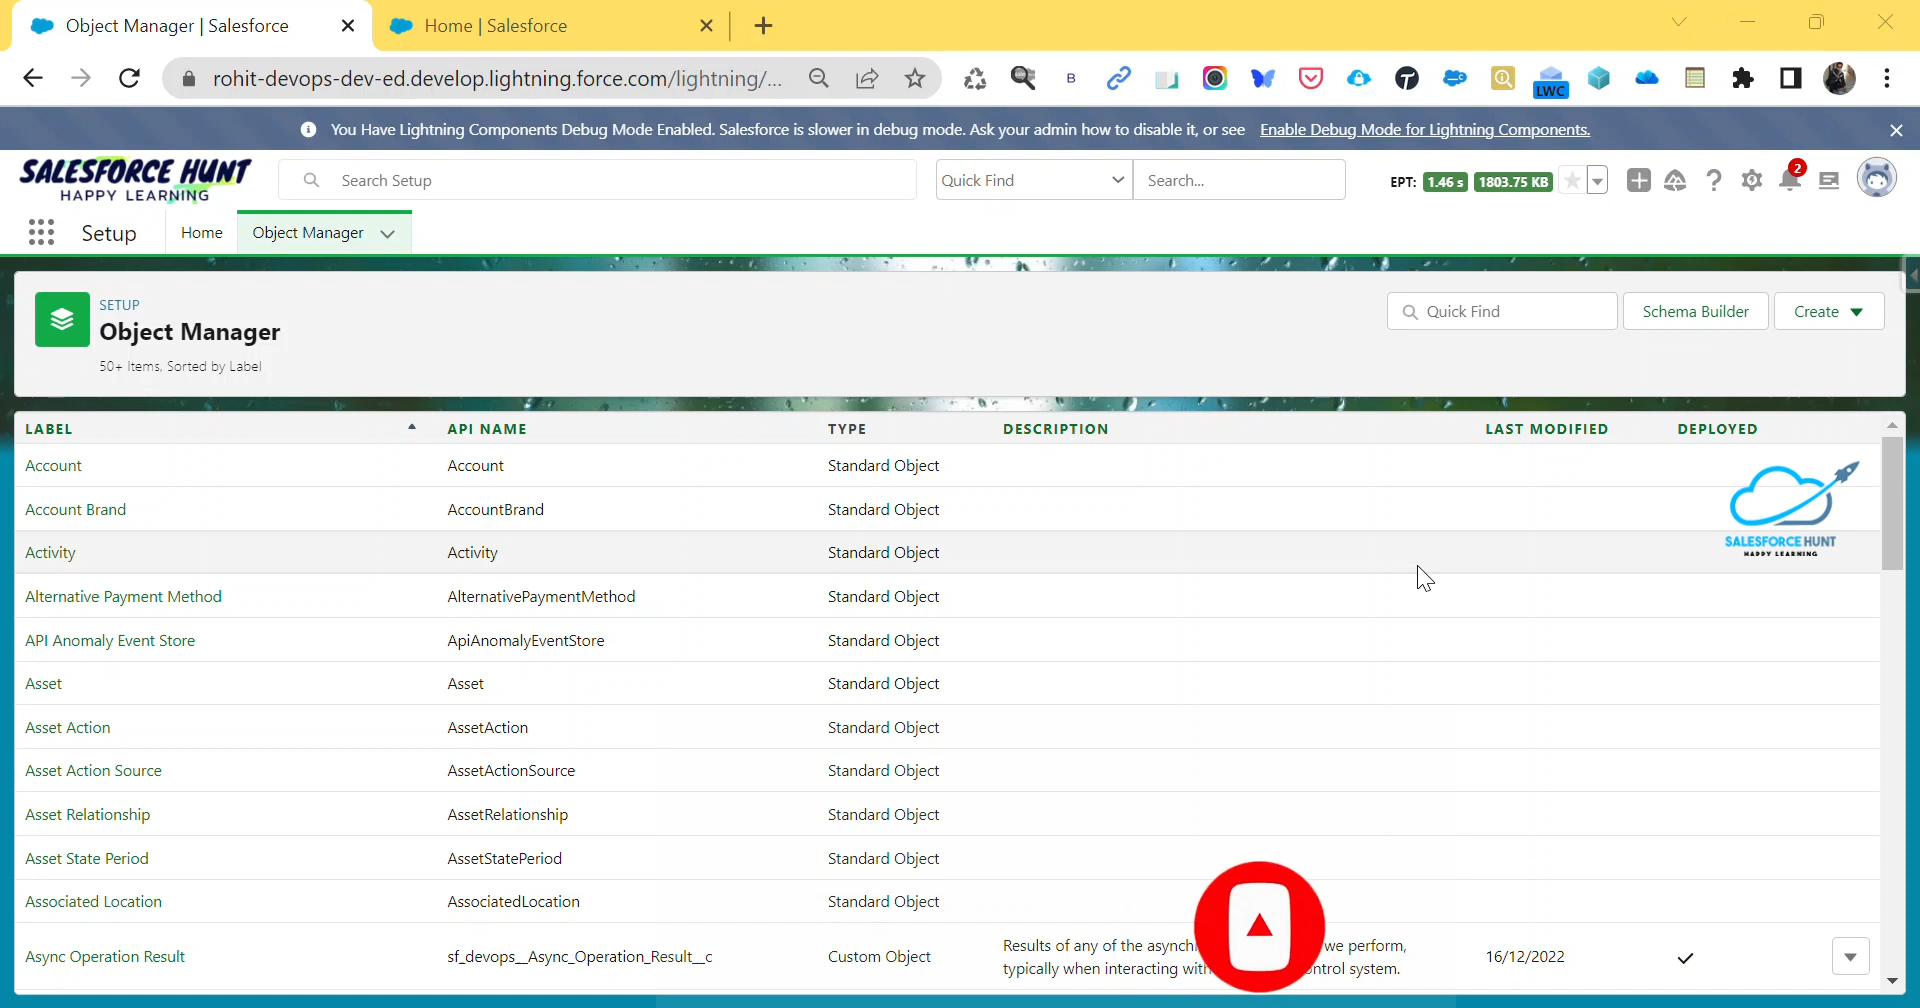 Object Manager | Salesforce
Home | Salesforce
rohit-devops-dev-ed.develop.lightning.force.com/lightning/...
B
LWC
You Have Lightning Components Debug Mode Enabled. Salesforce is slower in debug mode. Ask your admin how to disable it, or see Enable Debug Mode for Lightning Components.
SALESFORCE HUNT
HAPPY LEARNING
Search Setup
Quick Find
Search...
EPT: 1.46 s 1803.75 KB
2
Setup
Home
Object Manager
SETUP
Object Manager
50+ Items, Sorted by Label
Quick Find
Schema Builder
Create
LABEL API NAME TYPE DESCRIPTION LAST MODIFIED DEPLOYED
Account Account Standard Object
Account Brand AccountBrand Standard Object
SALESFORCE HUNT
HAPPY LEARNING
Activity Activity Standard Object
Alternative Payment Method AlternativePaymentMethod Standard Object
API Anomaly Event Store ApiAnomalyEventStore Standard Object
Asset Asset Standard Object
Asset Action AssetAction Standard Object
Asset Action Source AssetActionSource Standard Object
Asset Relationship AssetRelationship Standard Object
Asset State Period AssetStatePeriod Standard Object
Associated Location AssociatedLocation Standard Object
Async Operation Result sf_devops__Async_Operation_Result__c Custom Object
Results of any of the we perform,
typically when interacting system.
16/12/2022